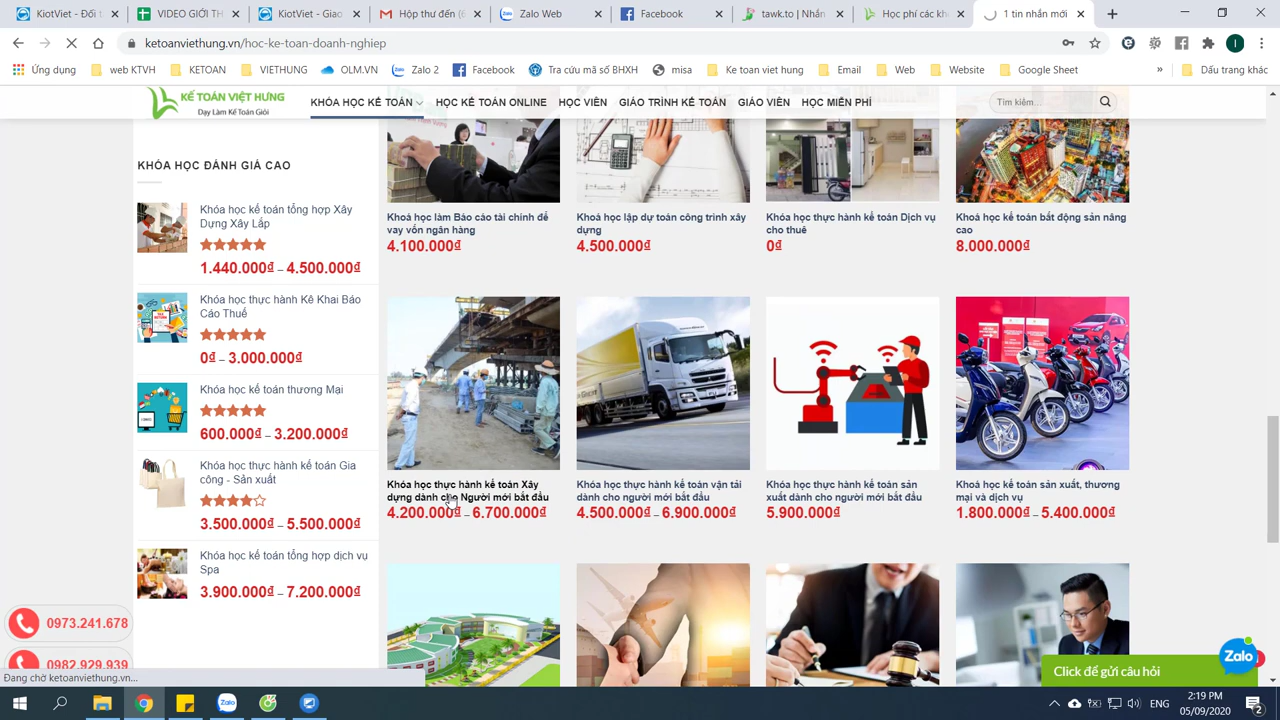 KiotViet - Đối t
VIDEO GIỚI TH
KiotViet - Giao
Hộp thư đến (6
Zalo Web
Facebook
tawk.to | Nhắn
Học phí các kh
1 tin nhắn mới
ketoanviethung.vn/hoc-ke-toan-doanh-nghiep
Ứng dụng
web KTVH
KETOAN
VIETHUNG
OLM.VN
Zalo 2
Facebook
Tra cứu mã số BHXH
misa
Ke toan viet hung
Email
Web
Website
Google Sheet
»
Dấu trang khác
KẾ TOÁN VIỆT HƯNG
Dạy Làm Kế Toán Giỏi
KHÓA HỌC KẾ TOÁN
HỌC KẾ TOÁN ONLINE
HỌC VIÊN
GIÁO TRÌNH KẾ TOÁN
GIÁO VIÊN
HỌC MIỄN PHÍ
Tìm kiếm...
KHÓA HỌC ĐÁNH GIÁ CAO
Khóa học kế toán tổng hợp Xây
Dựng Xây Lắp
1.440.000₫ – 4.500.000₫
Khóa học thực hành Kê Khai Báo
Cáo Thuế
0₫ – 3.000.000₫
Khóa học kế toán thương Mại
600.000₫ – 3.200.000₫
Khóa học thực hành kế toán Gia
công - Sản xuất
3.500.000₫ – 5.500.000₫
Khóa học kế toán tổng hợp dịch vụ
Spa
3.900.000₫ – 7.200.000₫
Khoá học làm Báo cáo tài chính để
vay vốn ngân hàng
4.100.000₫
Khoá học lập dự toán công trình xây
dựng
4.500.000₫
Khóa học thực hành kế toán Dịch vụ
cho thuê
0₫
Khoá học kế toán bất động sản nâng
cao
8.000.000₫
Khóa học thực hành kế toán Xây
dựng dành cho Người mới bắt đầu
4.200.000₫ – 6.700.000₫
Khóa học thực hành kế toán vận tải
dành cho người mới bắt đầu
4.500.000₫ – 6.900.000₫
Khóa học thực hành kế toán sản
xuất dành cho người mới bắt đầu
5.900.000₫
Khoá học kế toán sản xuất, thương
mại và dịch vụ
1.800.000₫ – 5.400.000₫
0973.241.678
0982.929.939
Đang chờ ketoanviethung.vn...
Click để gửi câu hỏi
Zalo
Zalo
ENG
2:19 PM
05/09/2020
2